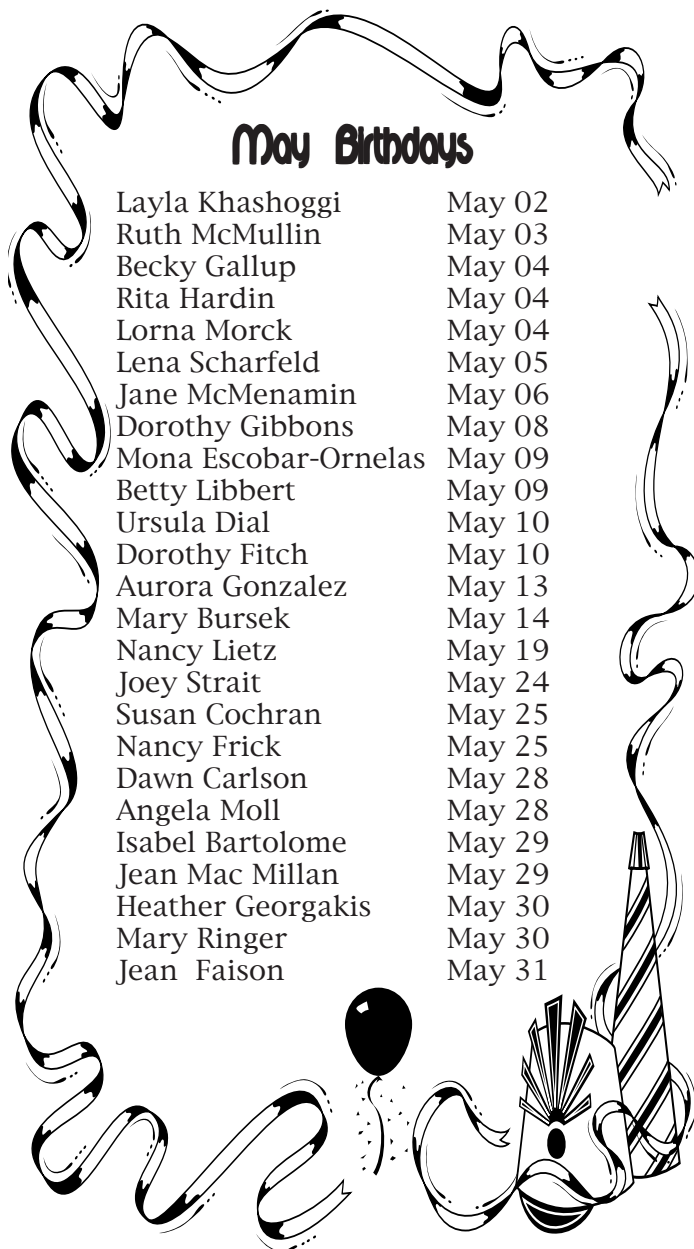 May Birthdays
Layla Khashoggi May 02
Ruth McMullin May 03
Becky Gallup May 04
Rita Hardin May 04
Lorna Morck May 04
Lena Scharfeld May 05
Jane McMenamin May 06
Dorothy Gibbons May 08
Mona Escobar-Ornelas May 09
Betty Libbert May 09
Ursula Dial May 10
Dorothy Fitch May 10
Aurora Gonzalez May 13
Mary Bursek May 14
Nancy Lietz May 19
Joey Strait May 24
Susan Cochran May 25
Nancy Frick May 25
Dawn Carlson May 28
Angela Moll May 28
Isabel Bartolome May 29
Jean Mac Millan May 29
Heather Georgakis May 30
Mary Ringer May 30
Jean Faison May 31